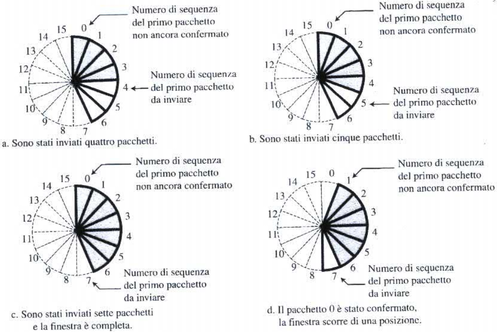 Numero di sequenza
del primo pacchetto
non ancora confermato
15 0 1 2 3 4 5 6 7 8 9 10 11 12 13 14
Numero di sequenza
del primo pacchetto
da inviare
a. Sono stati inviati quattro pacchetti.
Numero di sequenza
del primo pacchetto
non ancora confermato
15 0 1 2 3 4 5 6 7 8 9 10 11 12 13 14
Numero di sequenza
del primo pacchetto
da inviare
b. Sono stati inviati cinque pacchetti.
Numero di sequenza
del primo pacchetto
non ancora confermato
15 0 1 2 3 4 5 6 7 8 9 10 11 12 13 14
Numero di sequenza
del primo pacchetto
da inviare
c. Sono stati inviati sette pacchetti
e la finestra è completa.
Numero di sequenza
del primo pacchetto
non ancora confermato
15 0 1 2 3 4 5 6 7 8 9 10 11 12 13 14
Numero di sequenza
del primo pacchetto
da inviare
d. Il pacchetto 0 è stato confermato,
la finestra scorre di una posizione.